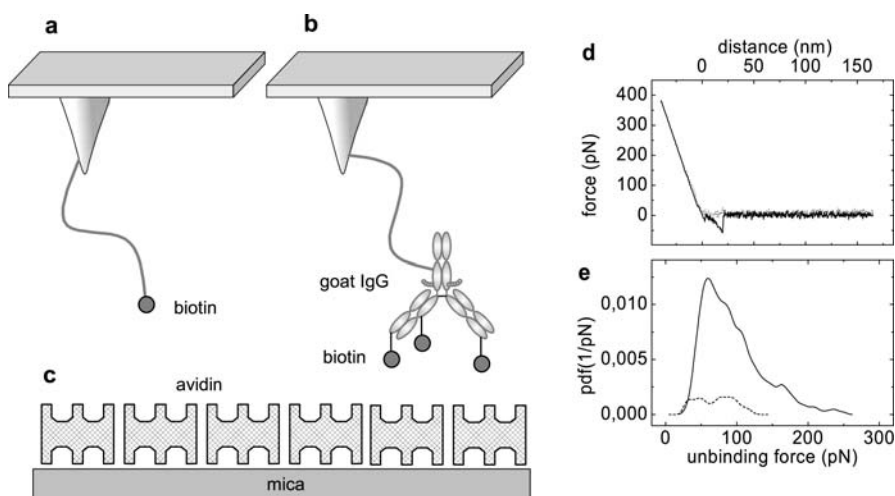 a
b
goat IgG
biotin
biotin
c
avidin
mica
d
distance (nm)
0 50 100 150
400
300
200
100
0
force (pN)
e
0,010
0,005
0,000
pdf(1/pN)
0 100 200 300
unbinding force (pN)